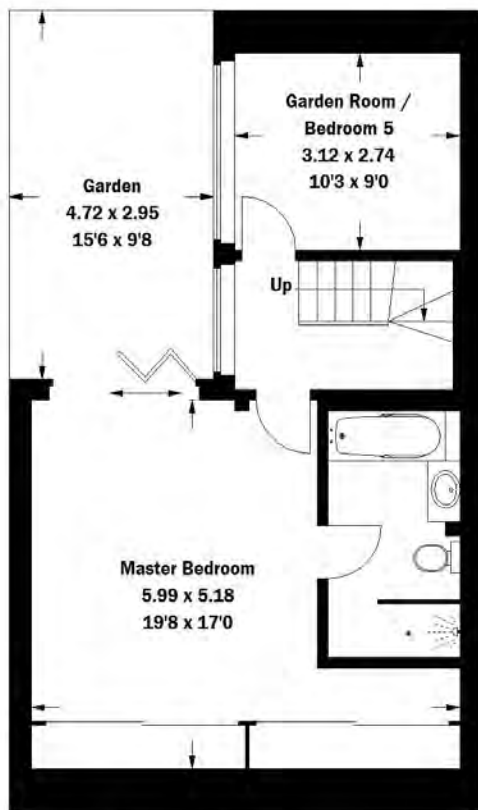 Garden Room /
Bedroom 5
3.12 x 2.74
10'3 x 9'0
Garden
4.72 x 2.95
15'6 x 9'8
Up
Master Bedroom
5.99 x 5.18
19'8 x 17'0